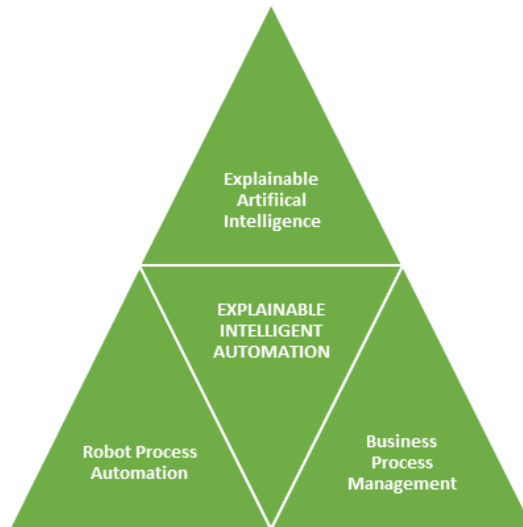 Explainable
Artifiical
Intelligence
EXPLAINABLE
INTELLIGENT
AUTOMATION
Robot Process
Automation
Business
Process
Management